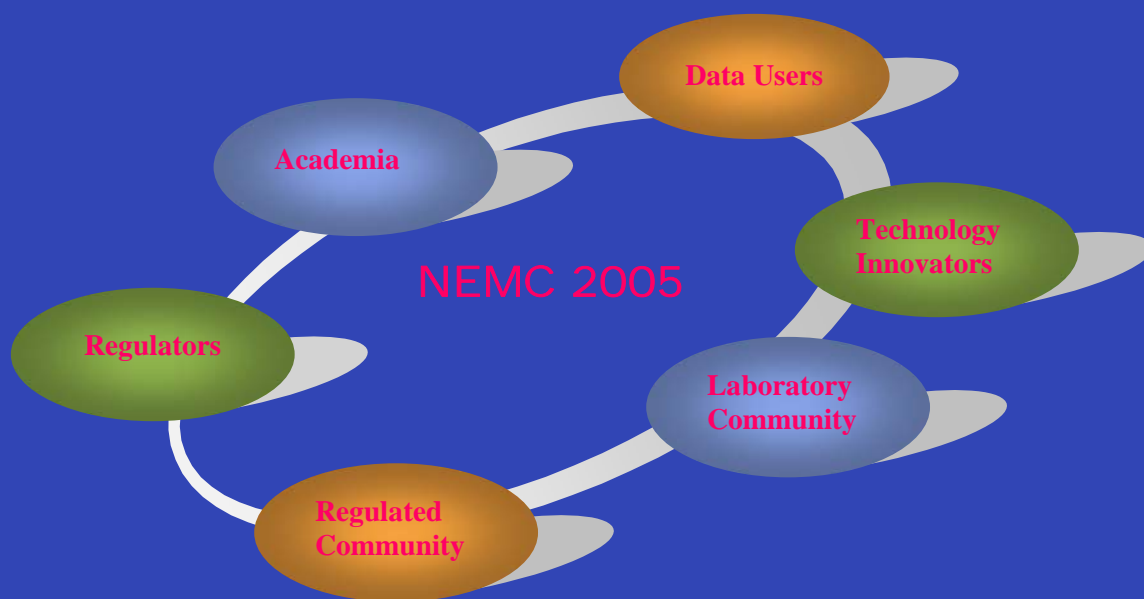 Data Users
Academia
Technology
Innovators
NEMC 2005
Regulators
Laboratory
Community
Regulated
Community